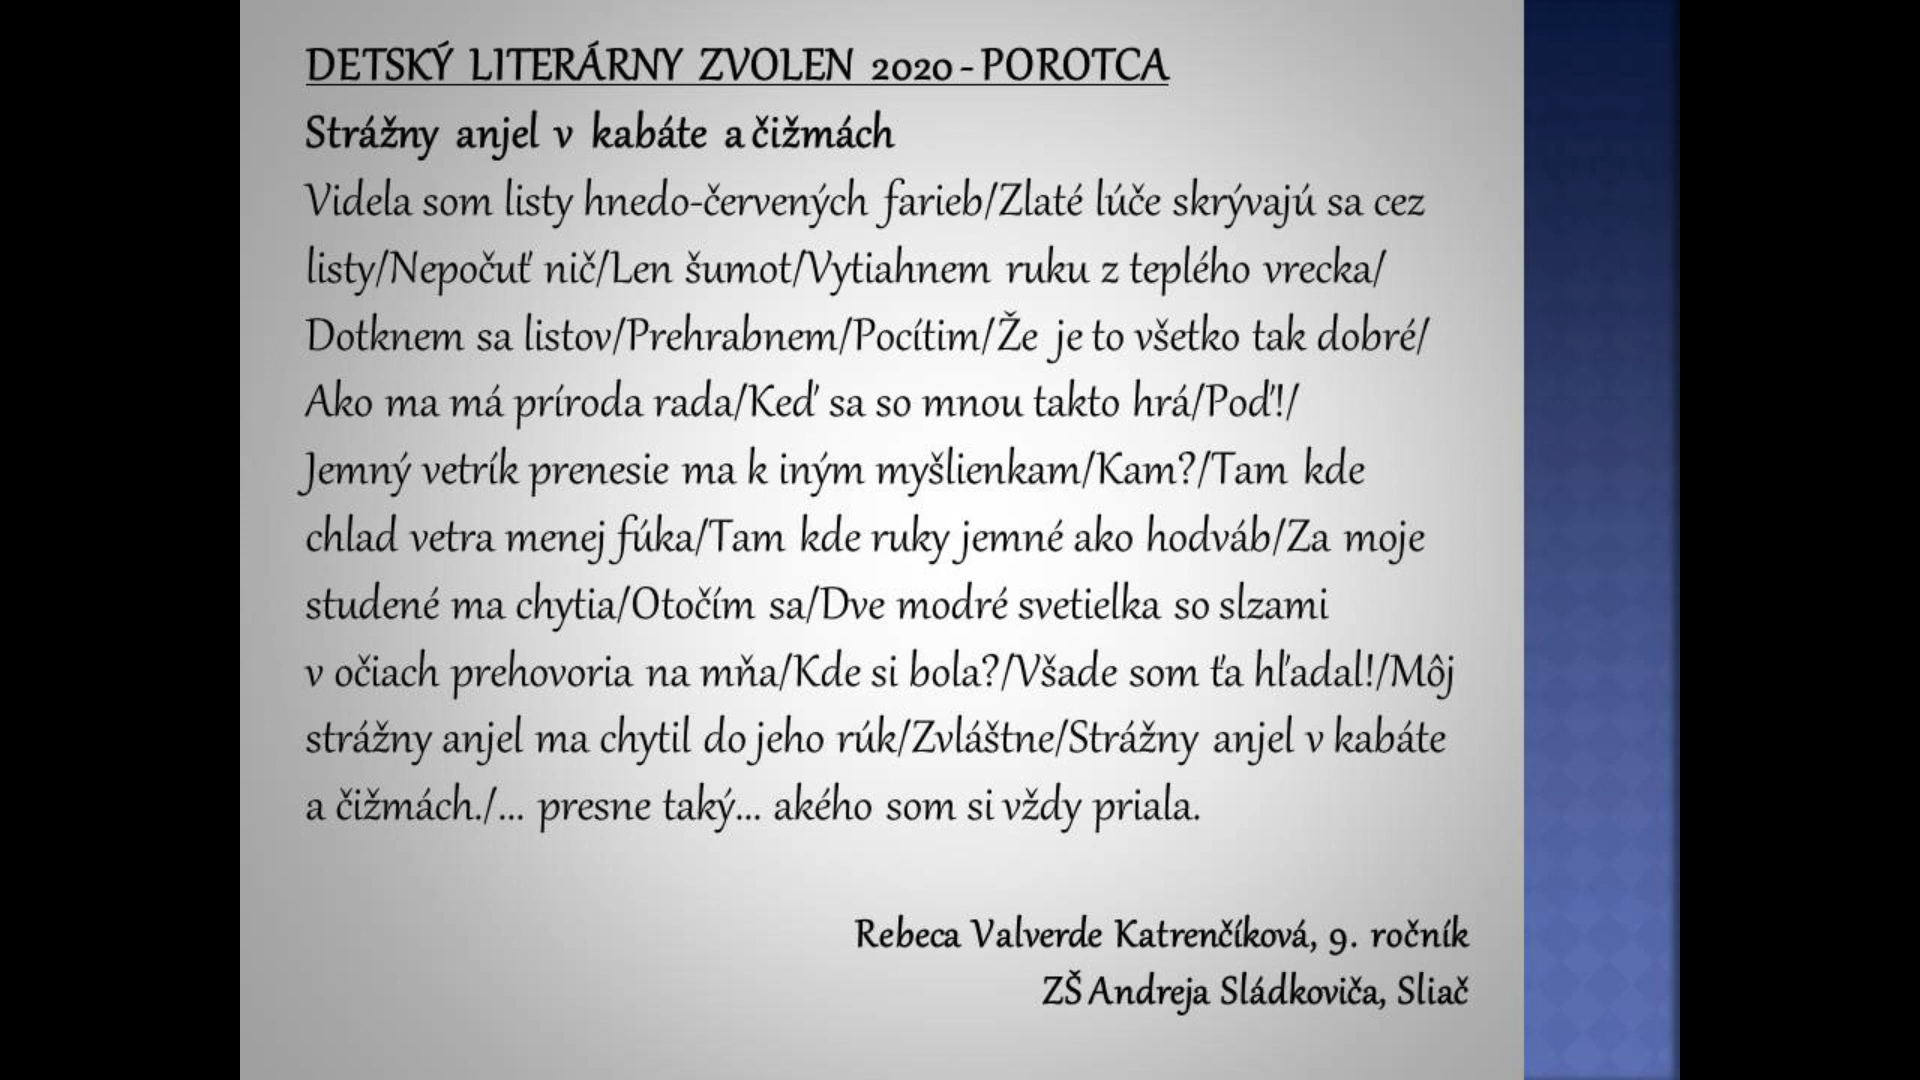 DETSKÝ LITERÁRNY ZVOLEN 2020 - POROTCA
Strážny anjel v kabáte a čižmách
Videla som listy hnedo-červených farieb/Zlaté lúče skrývajú sa cez
listy/Nepočuť nič/Len šumot/Vytiahnem ruku z teplého vrecka/
Dotknem sa listov/Prehrabnem/Pocítim/Že je to všetko tak dobré/
Ako ma má príroda rada/Keď sa so mnou takto hrá/Poď!/
Jemný vetrík prenesie ma k iným myšlienkam/Kam?/Tam kde
chlad vetra menej fúka/Tam kde ruky jemné ako hodváb/Za moje
studené ma chytia/Otočím sa/Dve modré svetielka so slzami
v očiach prehovoria na mňa/Kde si bola?/Všade som ťa hľadal!/Môj
strážny anjel ma chytil do jeho rúk/Zvláštne/Strážny anjel v kabáte
a čižmách./... presne taký... akého som si vždy priala.
Rebeca Valverde Katrenčíková, 9. ročník
ZŠ Andreja Sládkoviča, Sliač